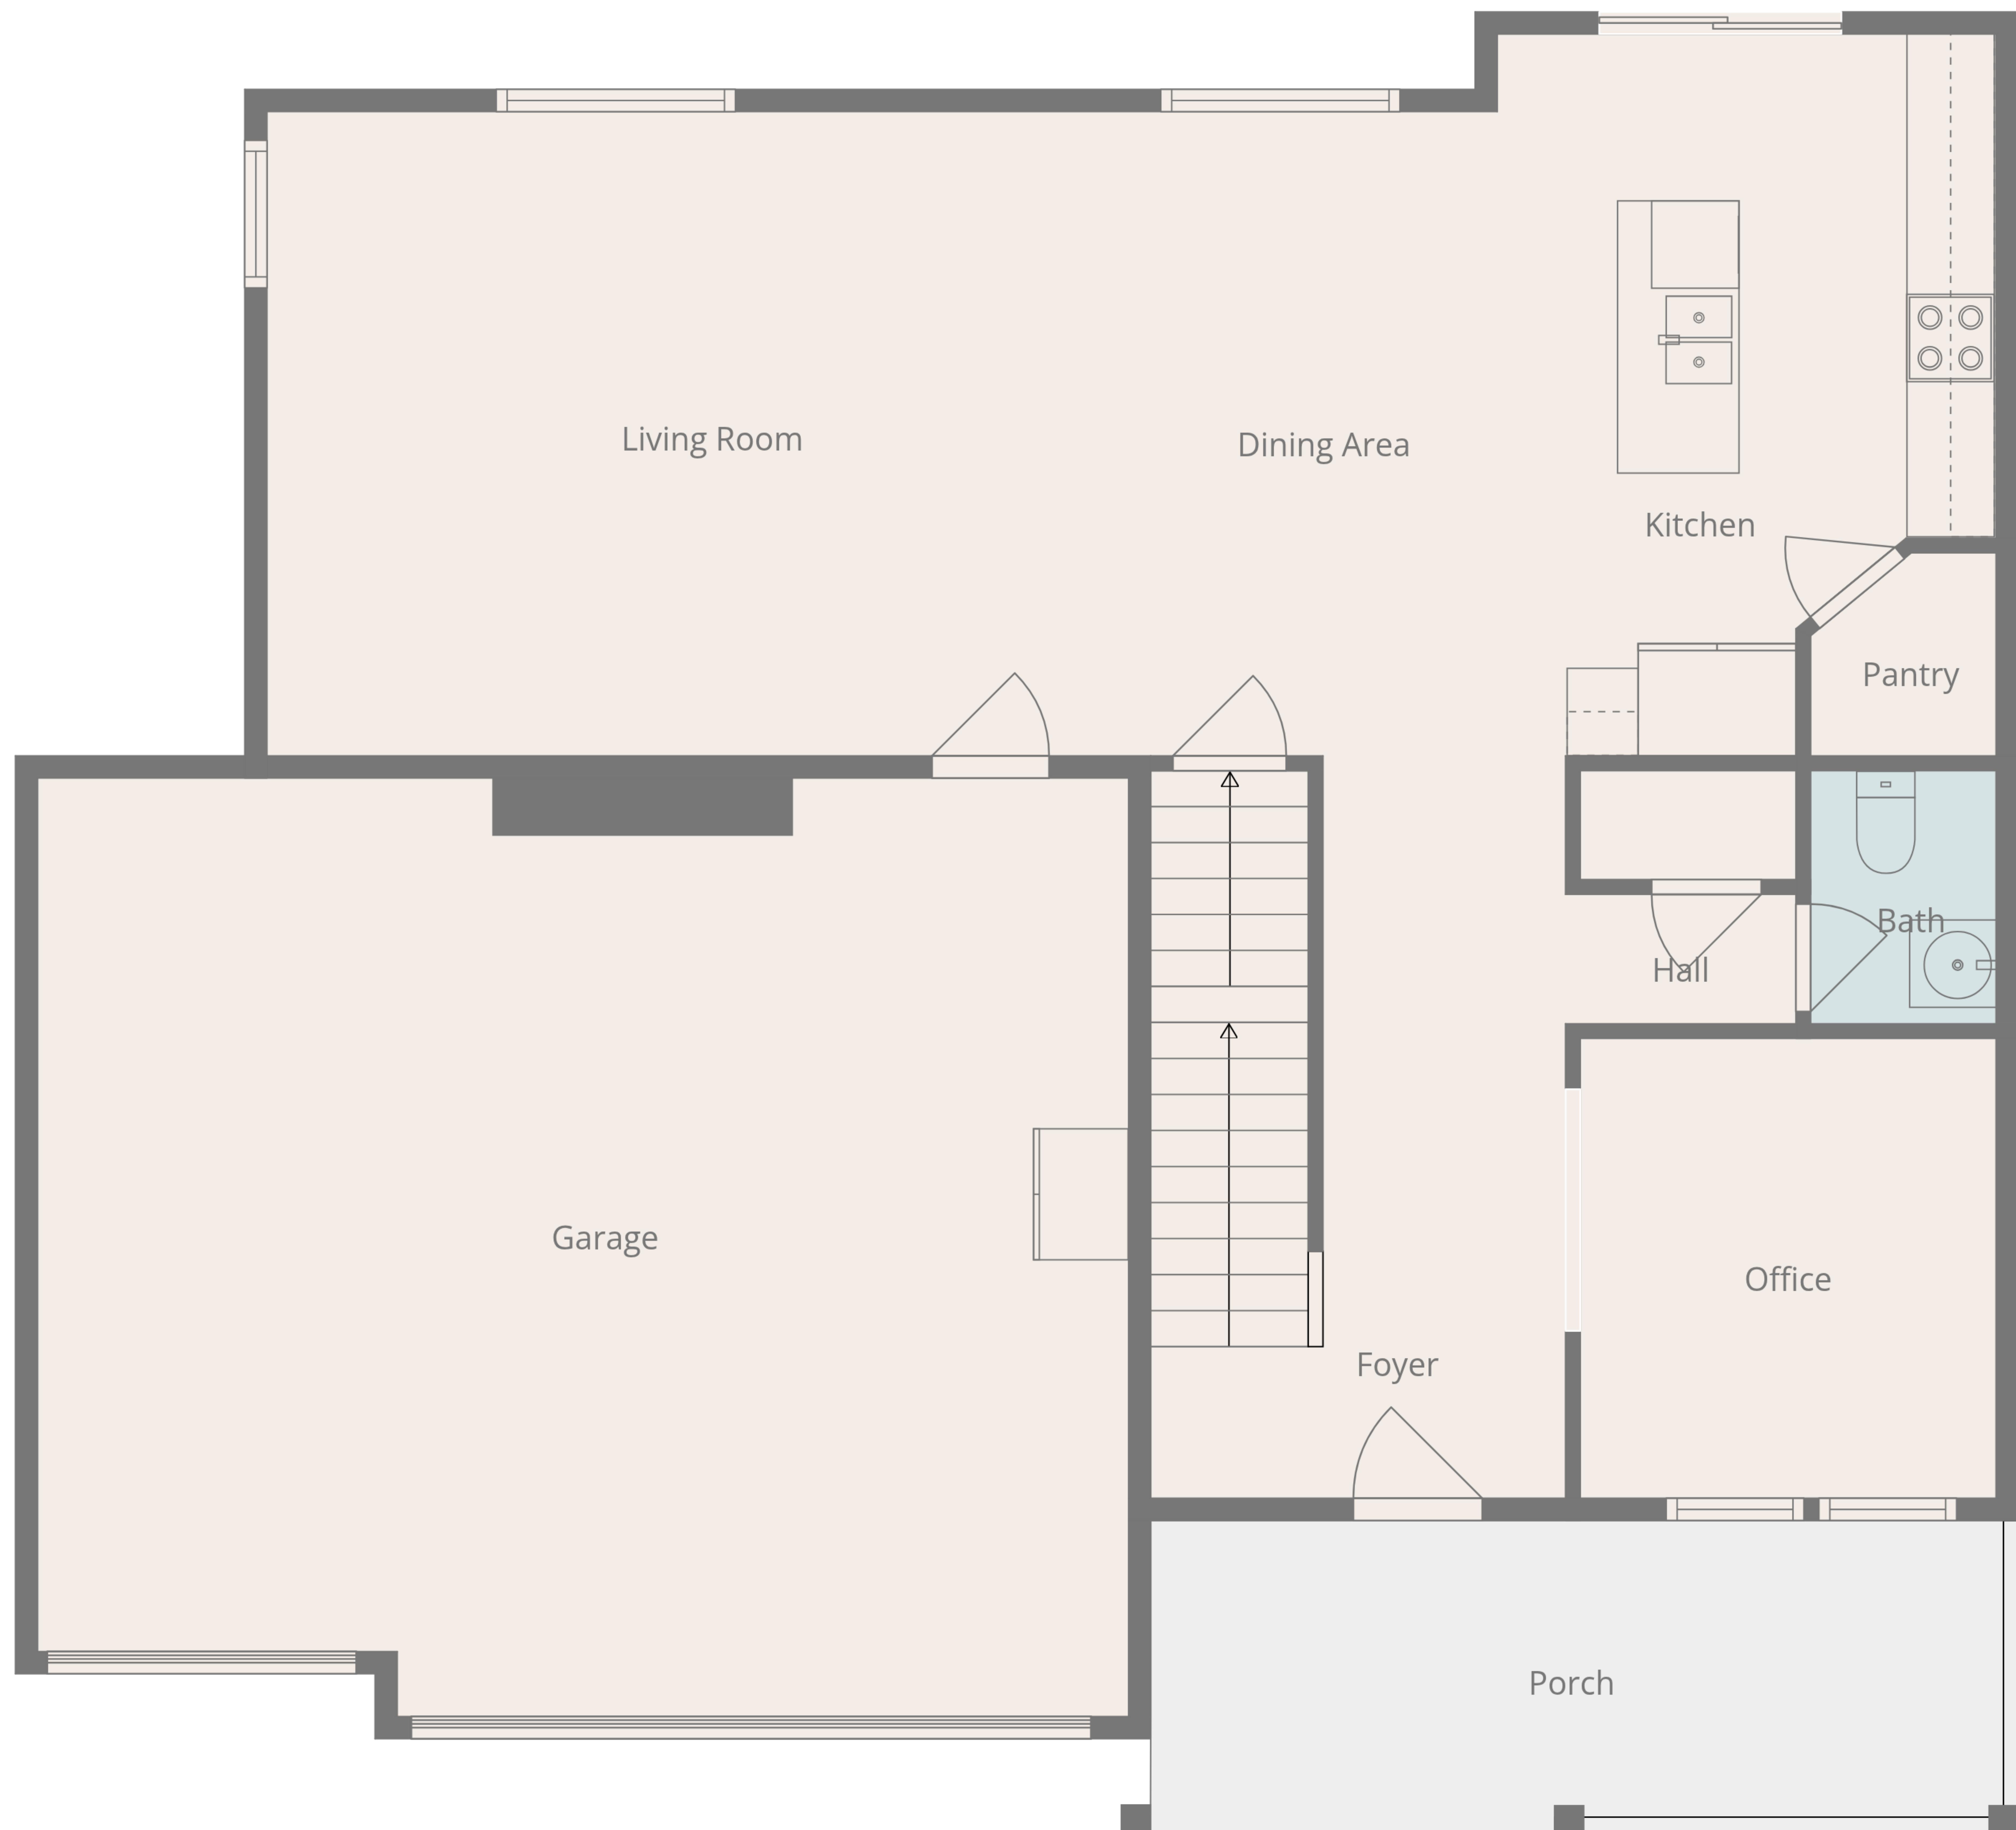 Living Room
Dining Area
Kitchen
Pantry
Bath
Hall
Garage
Office
Foyer
Porch